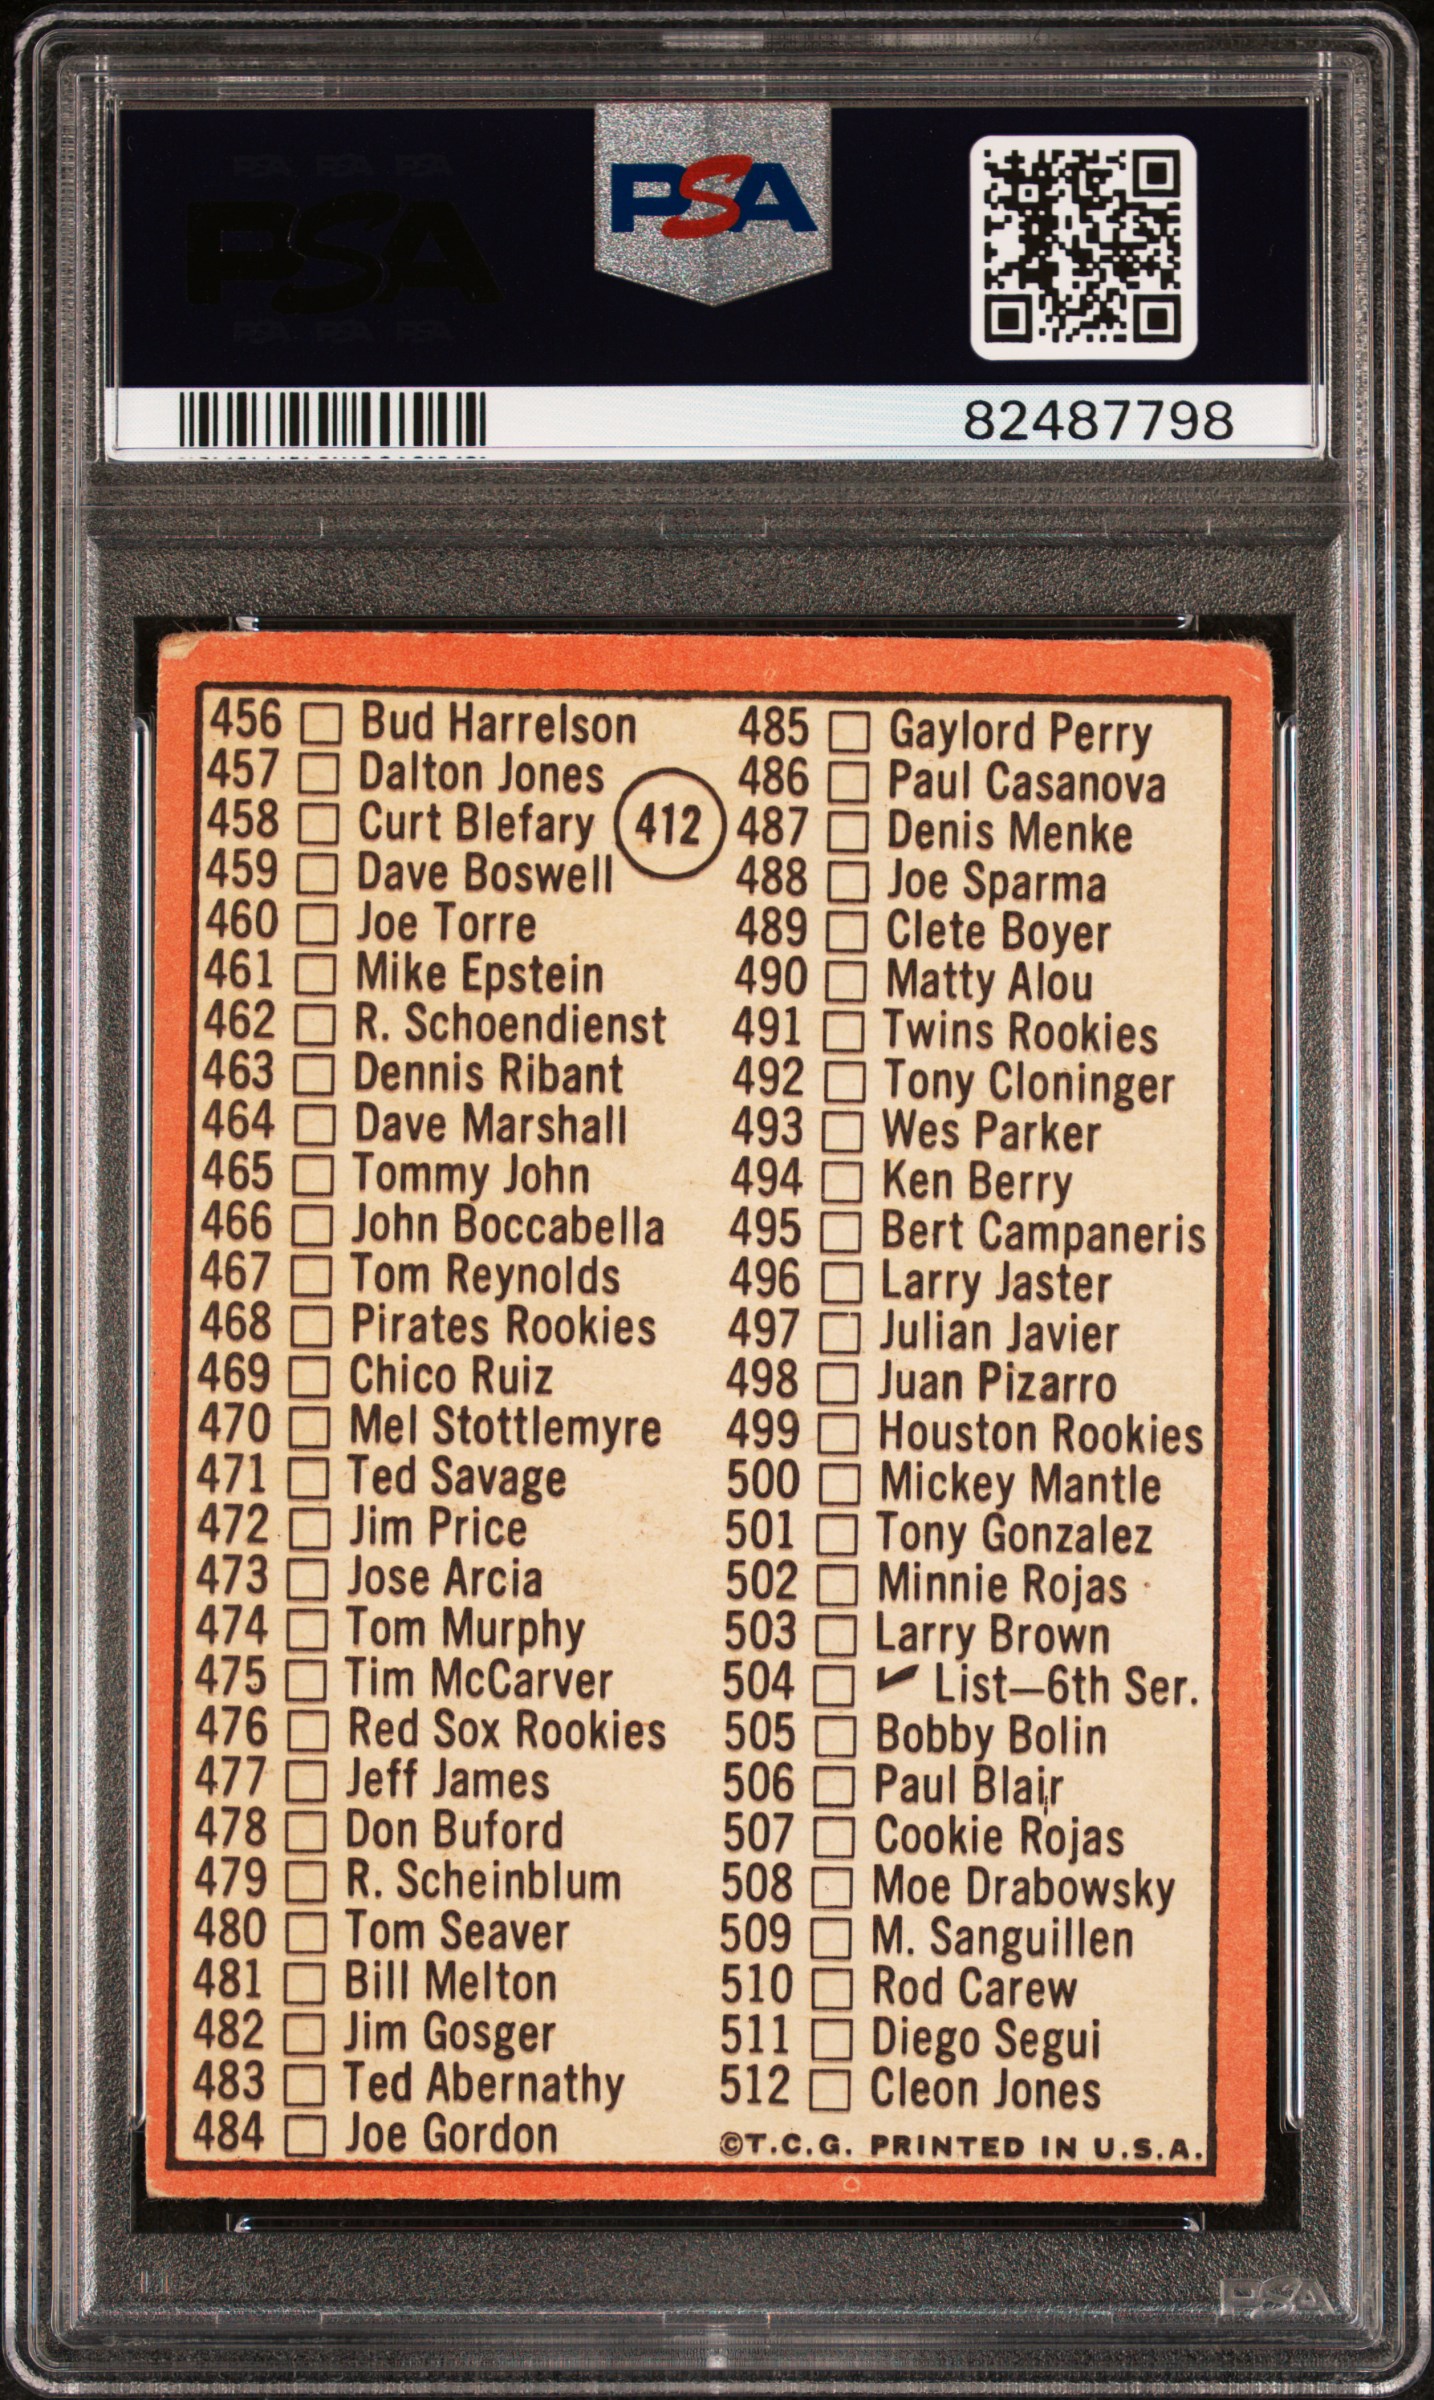 PSA PSA PSA
PSA
PSA PSA PSA
PSA
82487798
456 Bud Harrelson
457 Dalton Jones
458 Curt Blefary
459 Dave Boswell
460 Joe Torre
461 Mike Epstein
462 R. Schoendienst
463 Dennis Ribant
464 Dave Marshall
465 Tommy John
466 John Boccabella
467 Tom Reynolds
468 Pirates Rookies
469 Chico Ruiz
470 Mel Stottlemyre
471 Ted Savage
472 Jim Price
473 Jose Arcia
474 Tom Murphy
475 Tim McCarver
476 Red Sox Rookies
477 Jeff James
478 Don Buford
479 R. Scheinblum
480 Tom Seaver
481 Bill Melton
482 Jim Gosger
483 Ted Abernathy
484 Joe Gordon
412
485 Gaylord Perry
486 Paul Casanova
487 Denis Menke
488 Joe Sparma
489 Clete Boyer
490 Matty Alou
491 Twins Rookies
492 Tony Cloninger
493 Wes Parker
494 Ken Berry
495 Bert Campaneris
496 Larry Jaster
497 Julian Javier
498 Juan Pizarro
499 Houston Rookies
500 Mickey Mantle
501 Tony Gonzalez
502 Minnie Rojas
503 Larry Brown
504 ✔ List—6th Ser.
505 Bobby Bolin
506 Paul Blair
507 Cookie Rojas
508 Moe Drabowsky
509 M. Sanguillen
510 Rod Carew
511 Diego Segui
512 Cleon Jones
©T.C.G. PRINTED IN U.S.A.
PSA